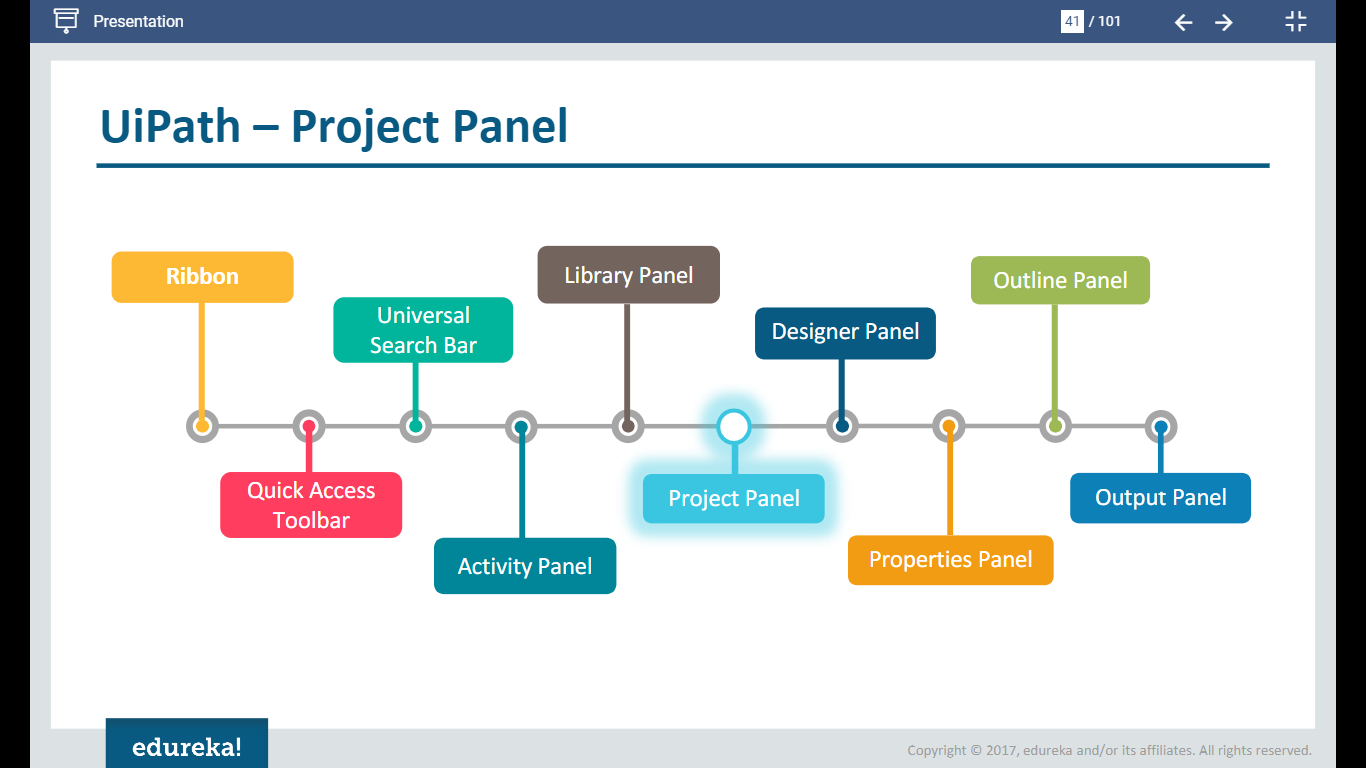 Presentation
41 / 101
UiPath – Project Panel
Ribbon
Quick Access
Toolbar
Universal
Search Bar
Activity Panel
Library Panel
Project Panel
Designer Panel
Properties Panel
Outline Panel
Output Panel
edureka!
Copyright © 2017, edureka and/or its affiliates. All rights reserved.